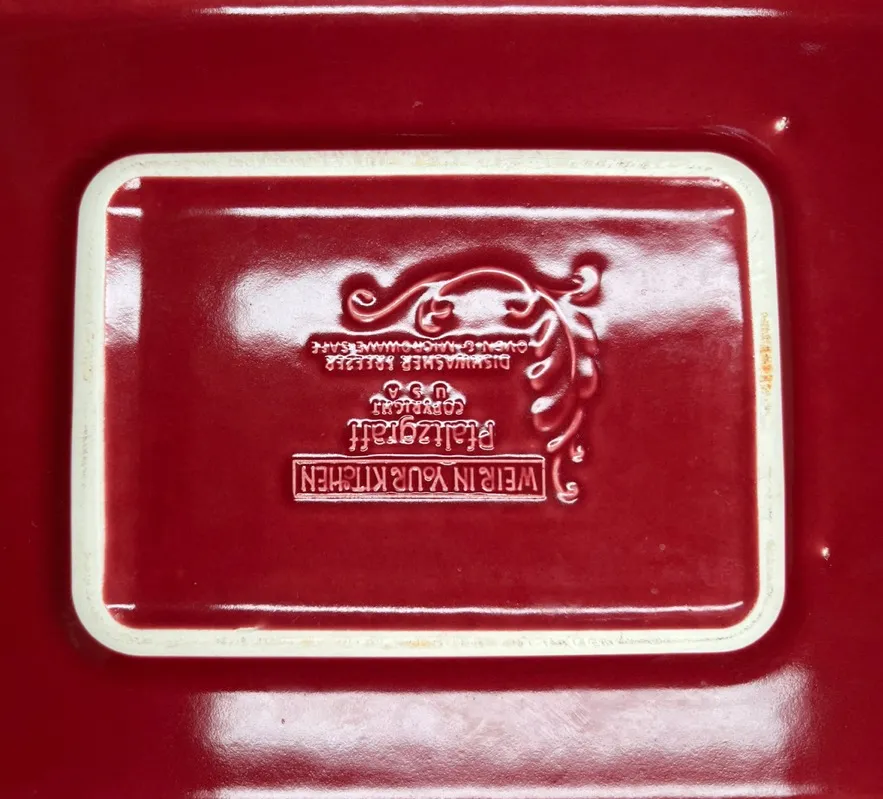 WEIR IN YOUR KITCHEN
Pfaltzgraff
COPYRIGHT
U S A
DISHWASHER FREEZER
OVEN & MICROWAVE SAFE